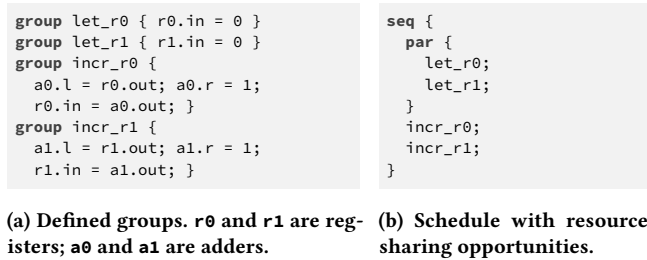 group let_r0 { r0.in = 0 }
group let_r1 { r1.in = 0 }
group incr_r0 {
  a0.l = r0.out; a0.r = 1;
  r0.in = a0.out; }
group incr_r1 {
  a1.l = r1.out; a1.r = 1;
  r1.in = a1.out; }
(a) Defined groups. r0 and r1 are reg-
isters; a0 and a1 are adders.
seq {
  par {
    let_r0;
    let_r1;
  }
  incr_r0;
  incr_r1;
}
(b) Schedule with resource
sharing opportunities.